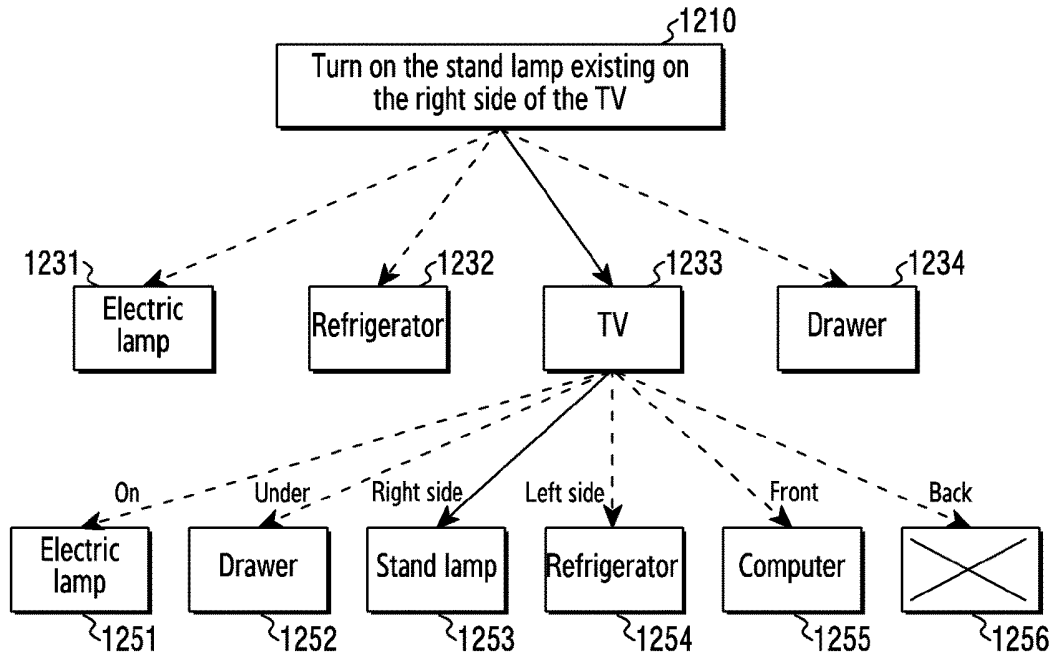 1210
Turn on the stand lamp existing on
the right side of the TV
1231
1232
1233
1234
Electric
lamp
Refrigerator
TV
Drawer
On
Under
Right side
Left side
Front
Back
Electric
lamp
Drawer
Stand lamp
Refrigerator
Computer
1251
1252
1253
1254
1255
1256